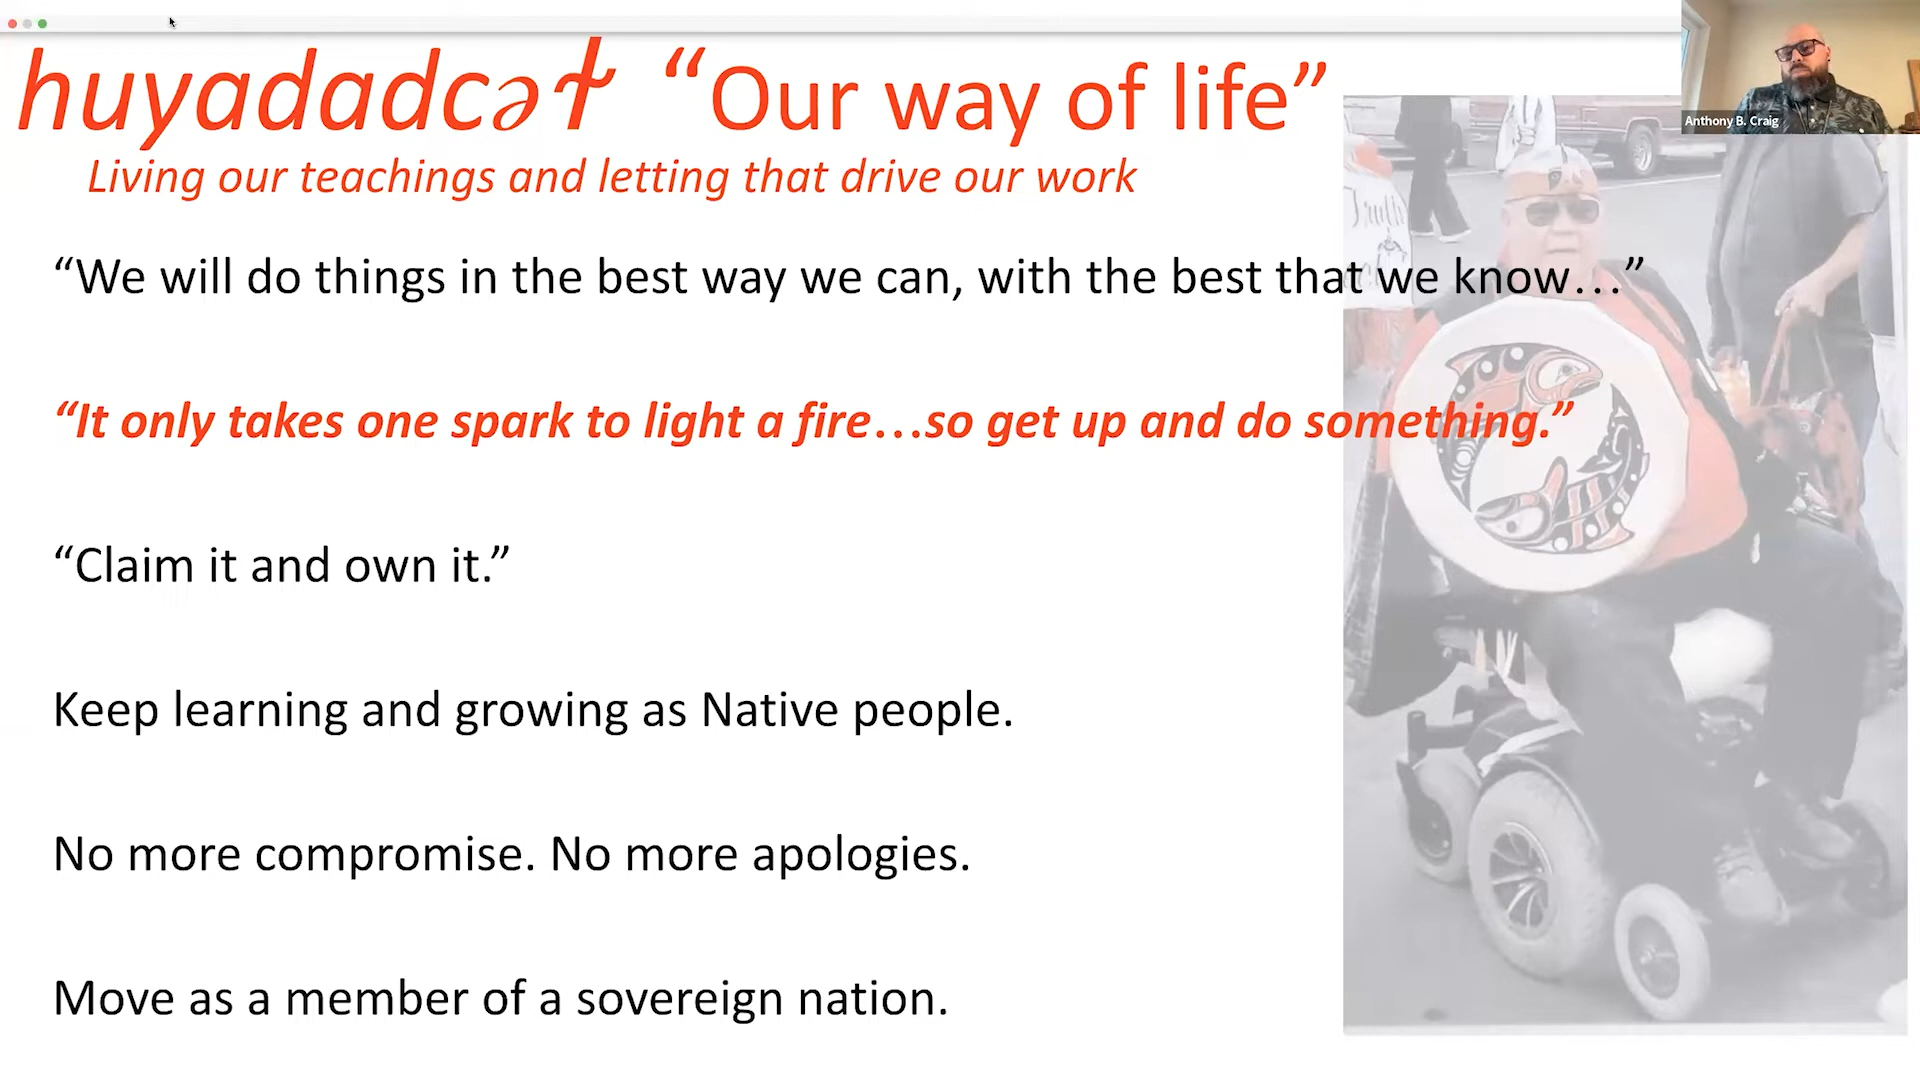 huyadadcəɫ “Our way of life”
Living our teachings and letting that drive our work
“We will do things in the best way we can, with the best that we know…”
“It only takes one spark to light a fire…so get up and do something.”
“Claim it and own it.”
Keep learning and growing as Native people.
No more compromise. No more apologies.
Move as a member of a sovereign nation.
Anthony B. Craig
Truth